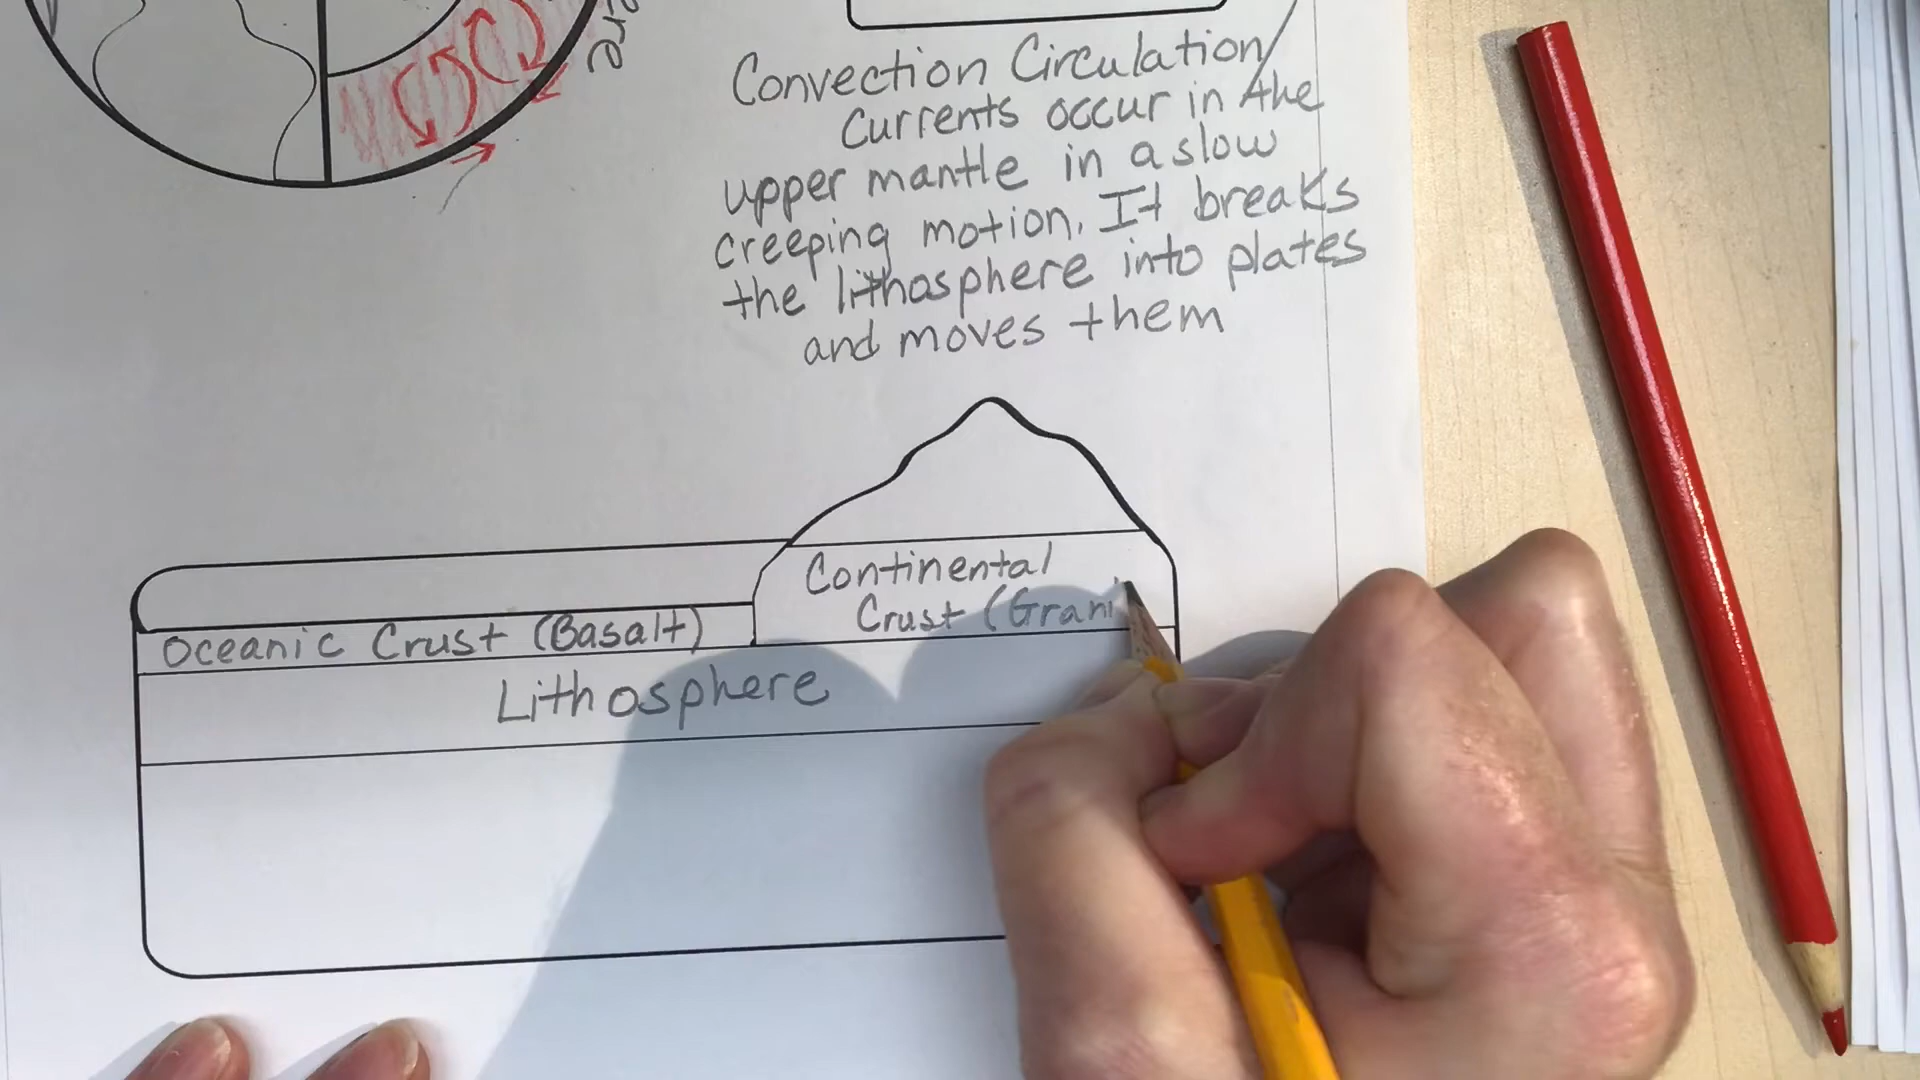 Convection Circulation/
Currents occur in the
upper mantle in a slow
creeping motion. It breaks
the lithosphere into plates
and moves them
Continental
Crust (Grani
Oceanic Crust (Basalt)
Lithosphere